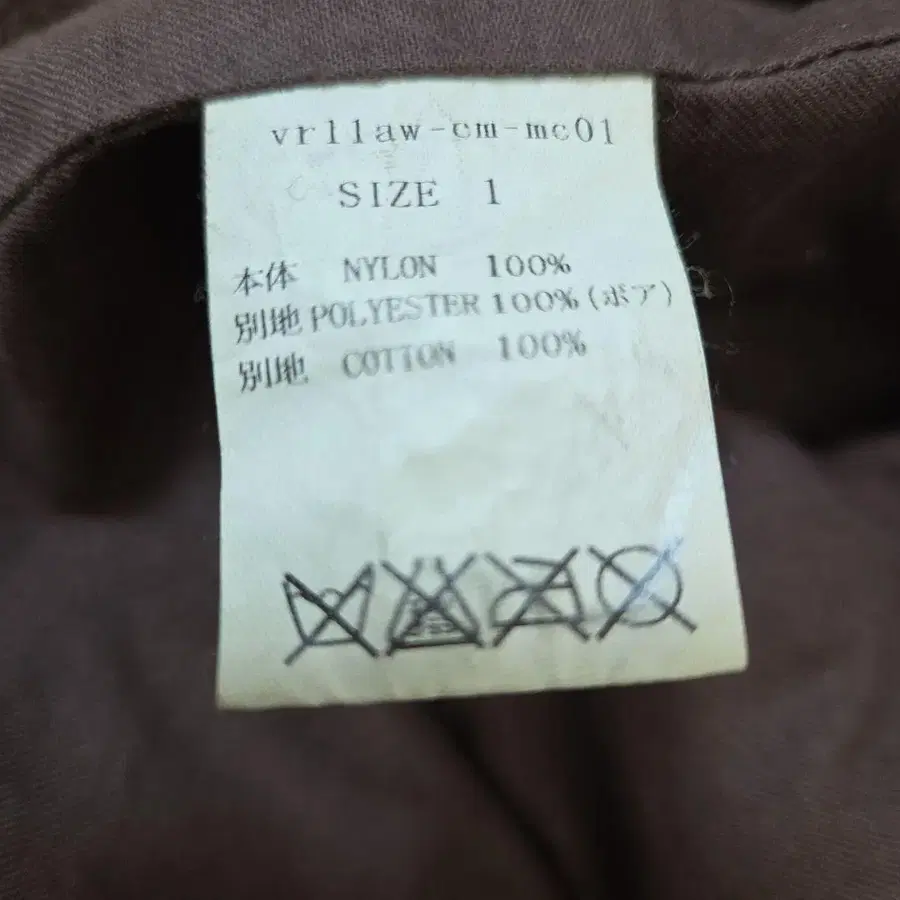 vr11aw-cm-mc01
SIZE 1
本体 NYLON 100%
別地 POLYESTER 100% (ボア)
別地 COTTON 100%